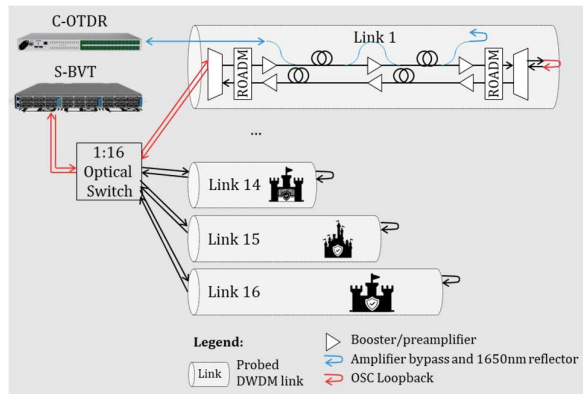 C-OTDR
Link 1
S-BVT
ROADM
ROADM
...
1:16
Optical
Switch
Link 14
Link 15
Link 16
Legend:
Link
Probed
DWDM link
Booster/preamplifier
Amplifier bypass and 1650nm reflector
OSC Loopback